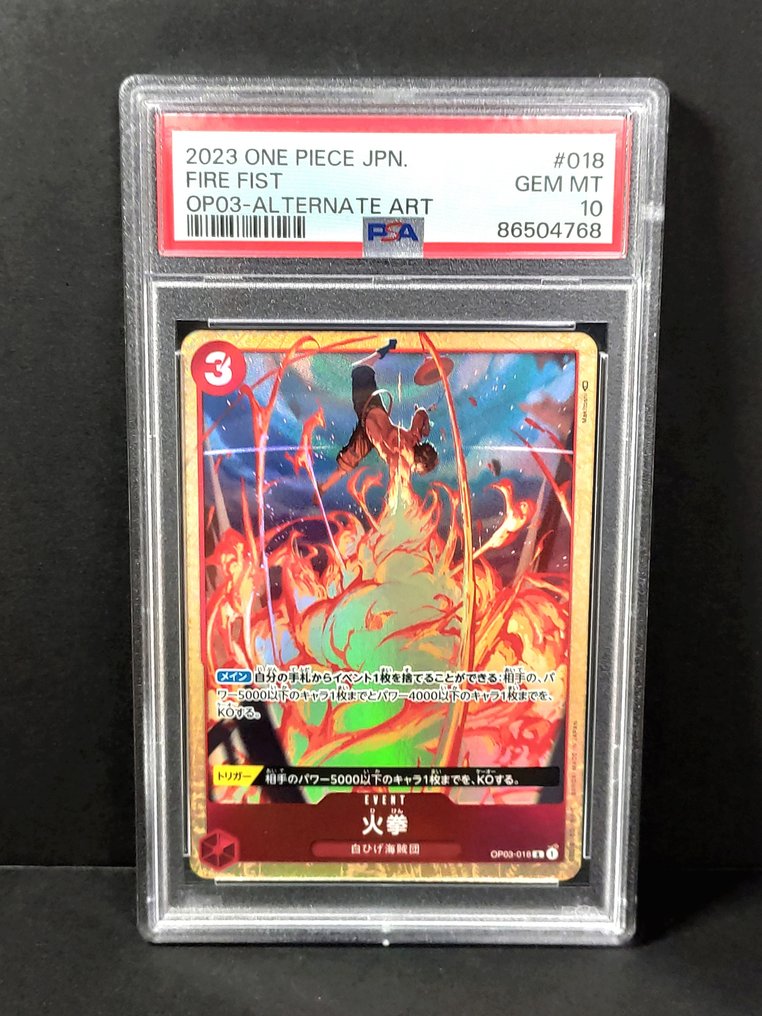 2023 ONE PIECE JPN. #018
FIRE FIST GEM MT
OP03-ALTERNATE ART 10
PSA 86504768
3
メイン 自分の手札からイベント1枚を捨てることができる:相手の、パ
ワー5000以下のキャラ1枚までとパワー4000以下のキャラ1枚までを、
KOする。
トリガー 相手のパワー5000以下のキャラ1枚までを、KOする。
EVENT
火拳
白ひげ海賊団
OP03-018 R 1